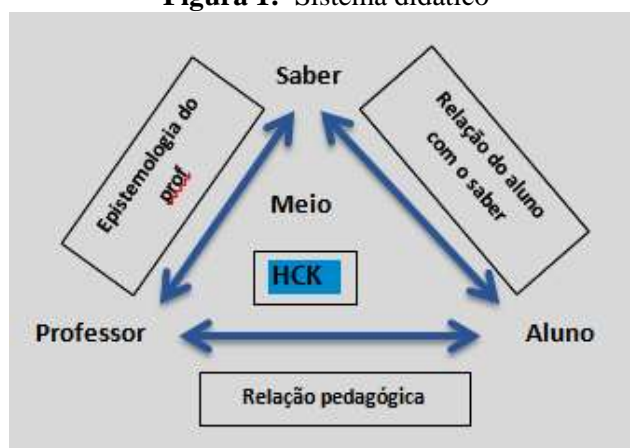 Figura 1: Sistema didático
Saber
Epistemologia do
prof
Relação do aluno
com o saber
Meio
HCK
Professor
Aluno
Relação pedagógica